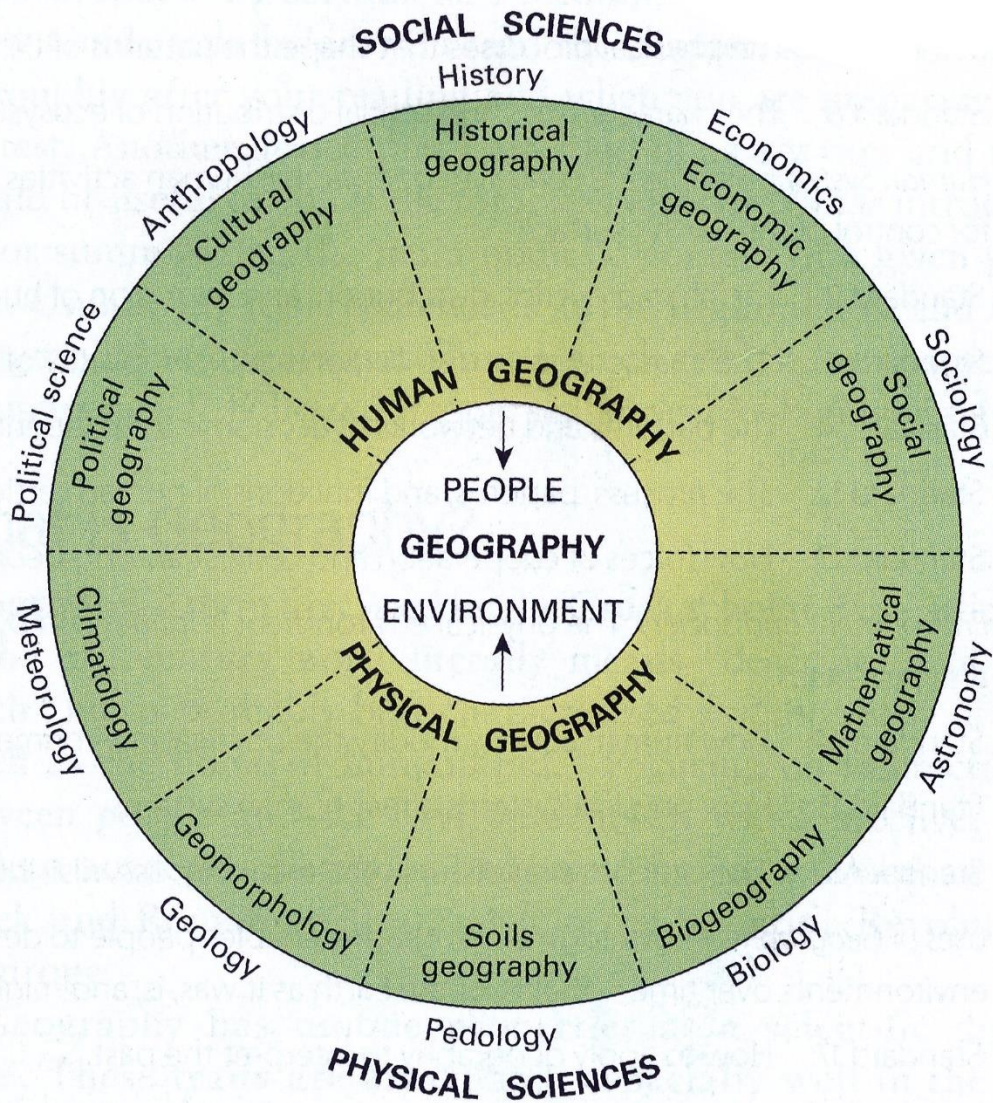 SOCIAL SCIENCES
History
Historical
geography
Anthropology
Cultural
geography
Economics
Economic
geography
Political science
Political
geography
Sociology
Social
geography
HUMAN GEOGRAPHY
PEOPLE
GEOGRAPHY
ENVIRONMENT
PHYSICAL GEOGRAPHY
Meteorology
Climatology
Mathematical
geography
Astronomy
Geomorphology
Geology
Soils
geography
Biogeography
Biology
Pedology
PHYSICAL SCIENCES